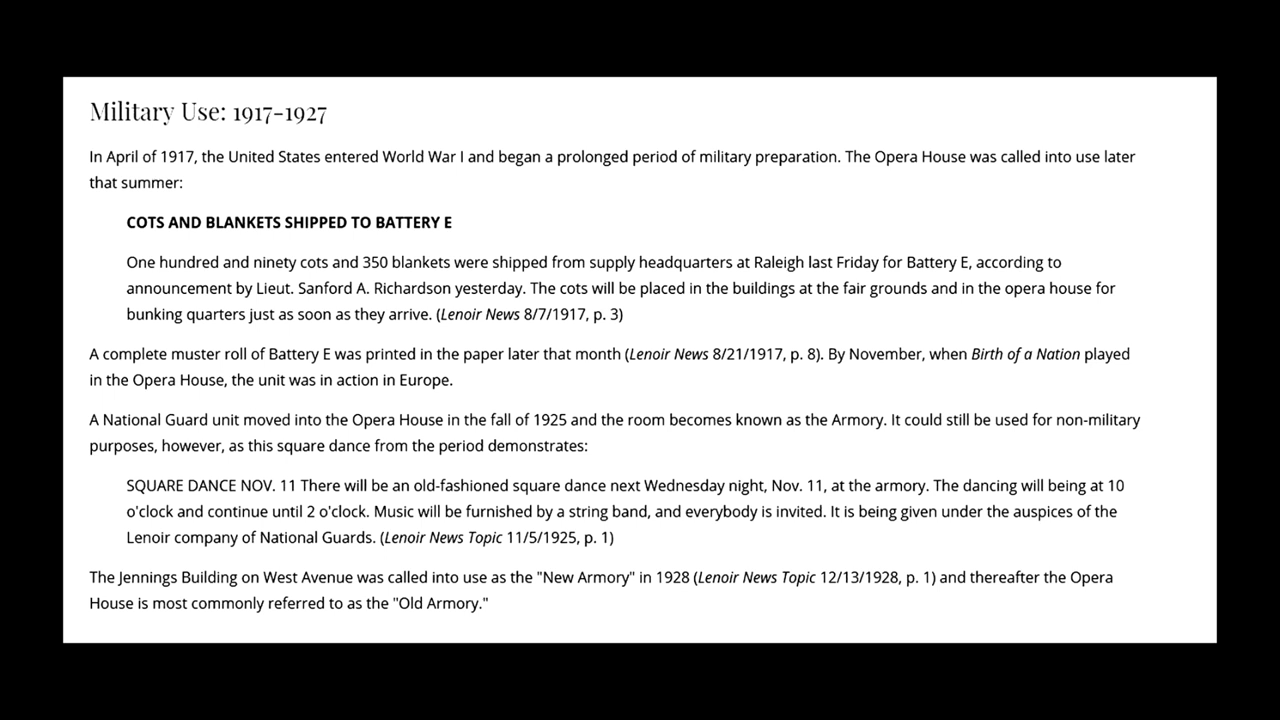 Military Use: 1917-1927
In April of 1917, the United States entered World War I and began a prolonged period of military preparation. The Opera House was called into use later
that summer:
COTS AND BLANKETS SHIPPED TO BATTERY E
One hundred and ninety cots and 350 blankets were shipped from supply headquarters at Raleigh last Friday for Battery E, according to
announcement by Lieut. Sanford A. Richardson yesterday. The cots will be placed in the buildings at the fair grounds and in the opera house for
bunking quarters just as soon as they arrive. (Lenoir News 8/7/1917, p. 3)
A complete muster roll of Battery E was printed in the paper later that month (Lenoir News 8/21/1917, p. 8). By November, when Birth of a Nation played
in the Opera House, the unit was in action in Europe.
A National Guard unit moved into the Opera House in the fall of 1925 and the room becomes known as the Armory. It could still be used for non-military
purposes, however, as this square dance from the period demonstrates:
SQUARE DANCE NOV. 11 There will be an old-fashioned square dance next Wednesday night, Nov. 11, at the armory. The dancing will being at 10
o'clock and continue until 2 o'clock. Music will be furnished by a string band, and everybody is invited. It is being given under the auspices of the
Lenoir company of National Guards. (Lenoir News Topic 11/5/1925, p. 1)
The Jennings Building on West Avenue was called into use as the "New Armory" in 1928 (Lenoir News Topic 12/13/1928, p. 1) and thereafter the Opera
House is most commonly referred to as the "Old Armory."